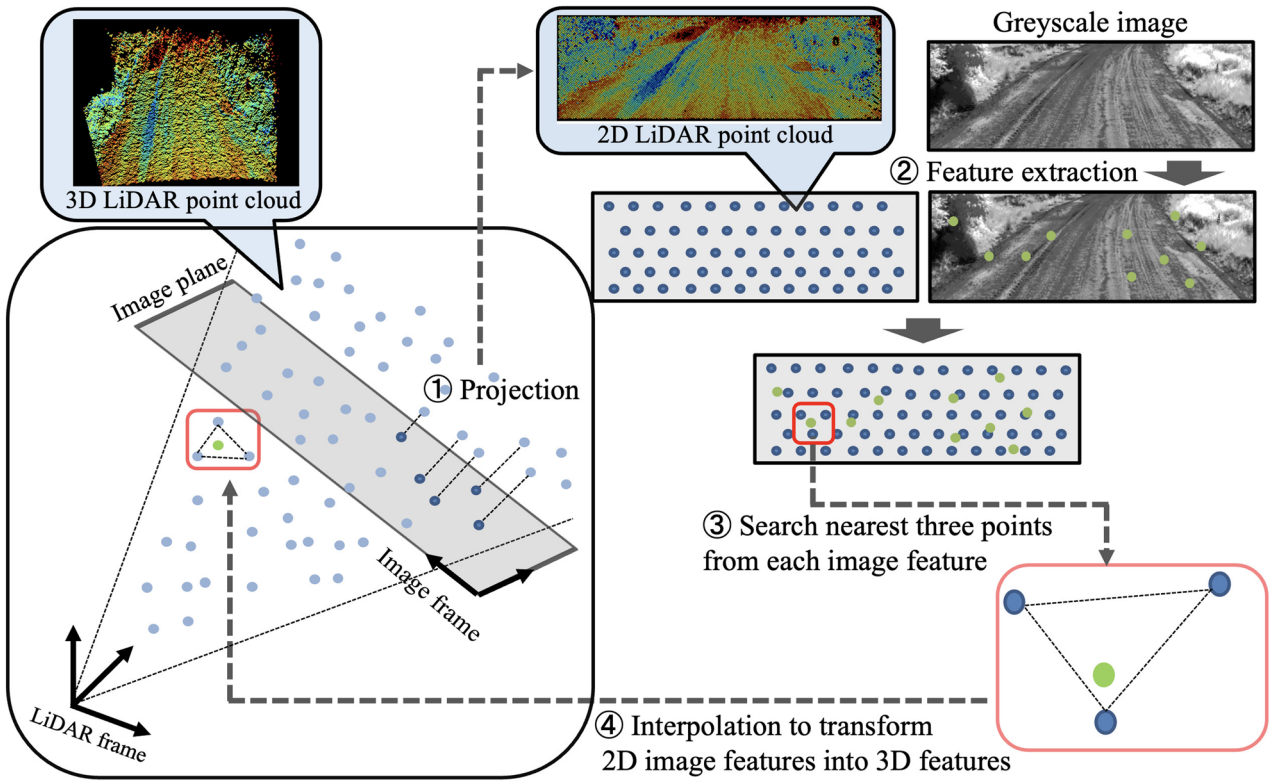 3D LiDAR point cloud
2D LiDAR point cloud
Greyscale image
② Feature extraction
Image plane
① Projection
Image frame
LiDAR frame
③ Search nearest three points
from each image feature
④ Interpolation to transform
2D image features into 3D features